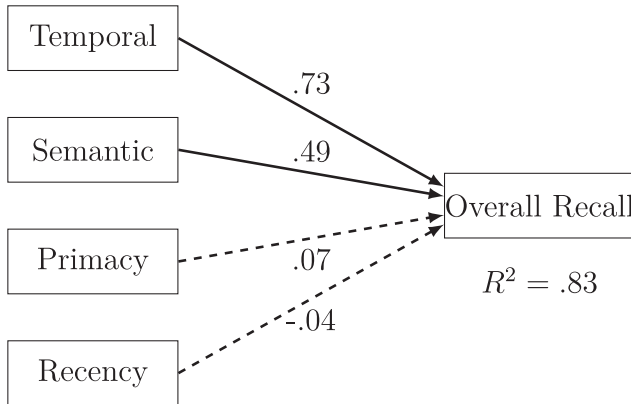 Temporal
.73
Semantic
.49
Overall Recall
Primacy
.07
R² = .83
-.04
Recency